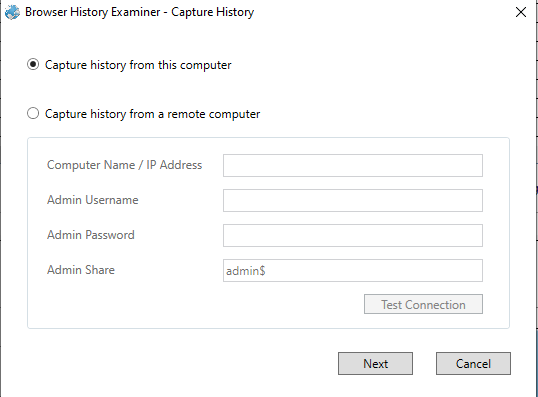 Browser History Examiner - Capture History
Capture history from this computer
Capture history from a remote computer
Computer Name / IP Address
Admin Username
Admin Password
Admin Share
admin$
Test Connection
Next
Cancel